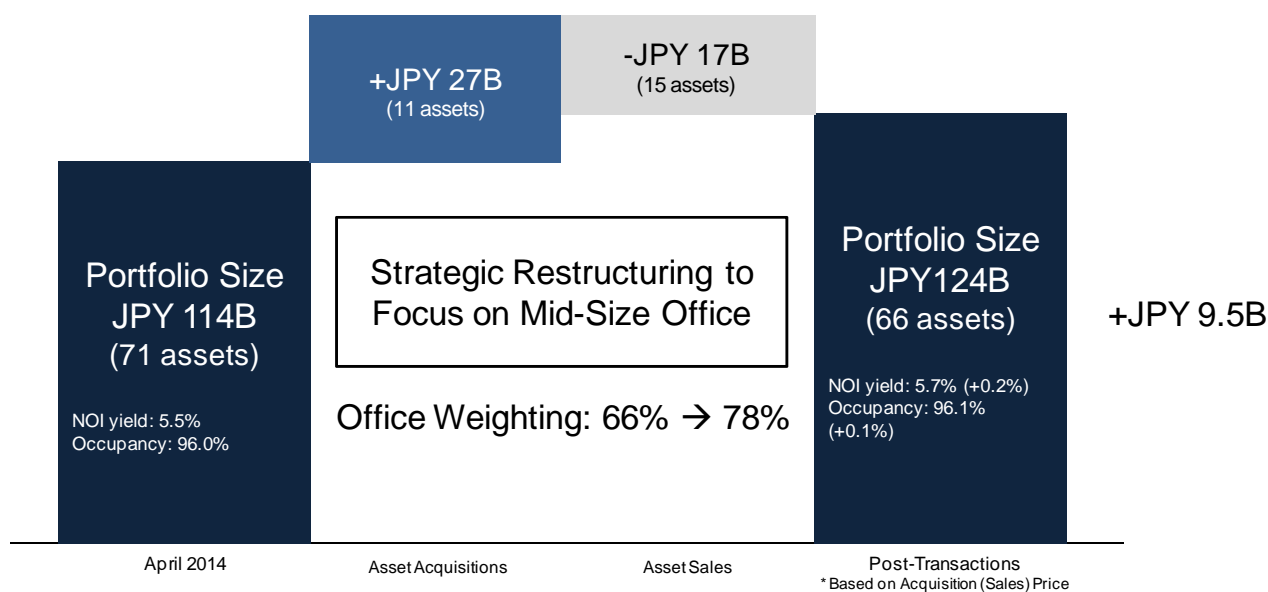 +JPY 27B
(11 assets)
-JPY 17B
(15 assets)
Portfolio Size
JPY 114B
(71 assets)
NOI yield: 5.5%
Occupancy: 96.0%
Strategic Restructuring to
Focus on Mid-Size Office
Office Weighting: 66% → 78%
Portfolio Size
JPY124B
(66 assets)
NOI yield: 5.7% (+0.2%)
Occupancy: 96.1%
(+0.1%)
+JPY 9.5B
April 2014
Asset Acquisitions
Asset Sales
Post-Transactions
* Based on Acquisition (Sales) Price